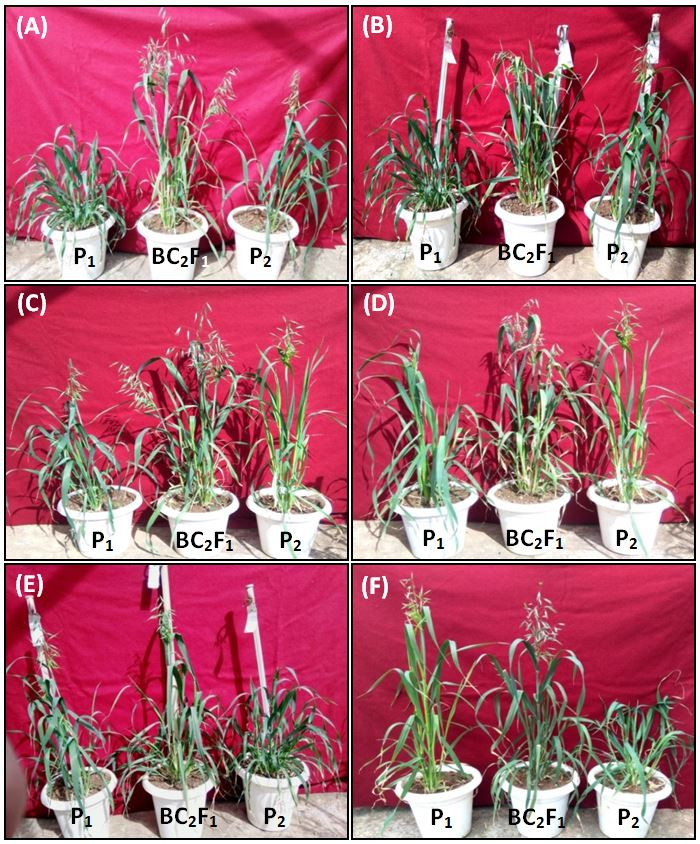 (A)
P₁ BC₂F₁ P₂
(B)
P₁ BC₂F₁ P₂
(C)
P₁ BC₂F₁ P₂
(D)
P₁ BC₂F₁ P₂
(E)
P₁ BC₂F₁ P₂
(F)
P₁ BC₂F₁ P₂